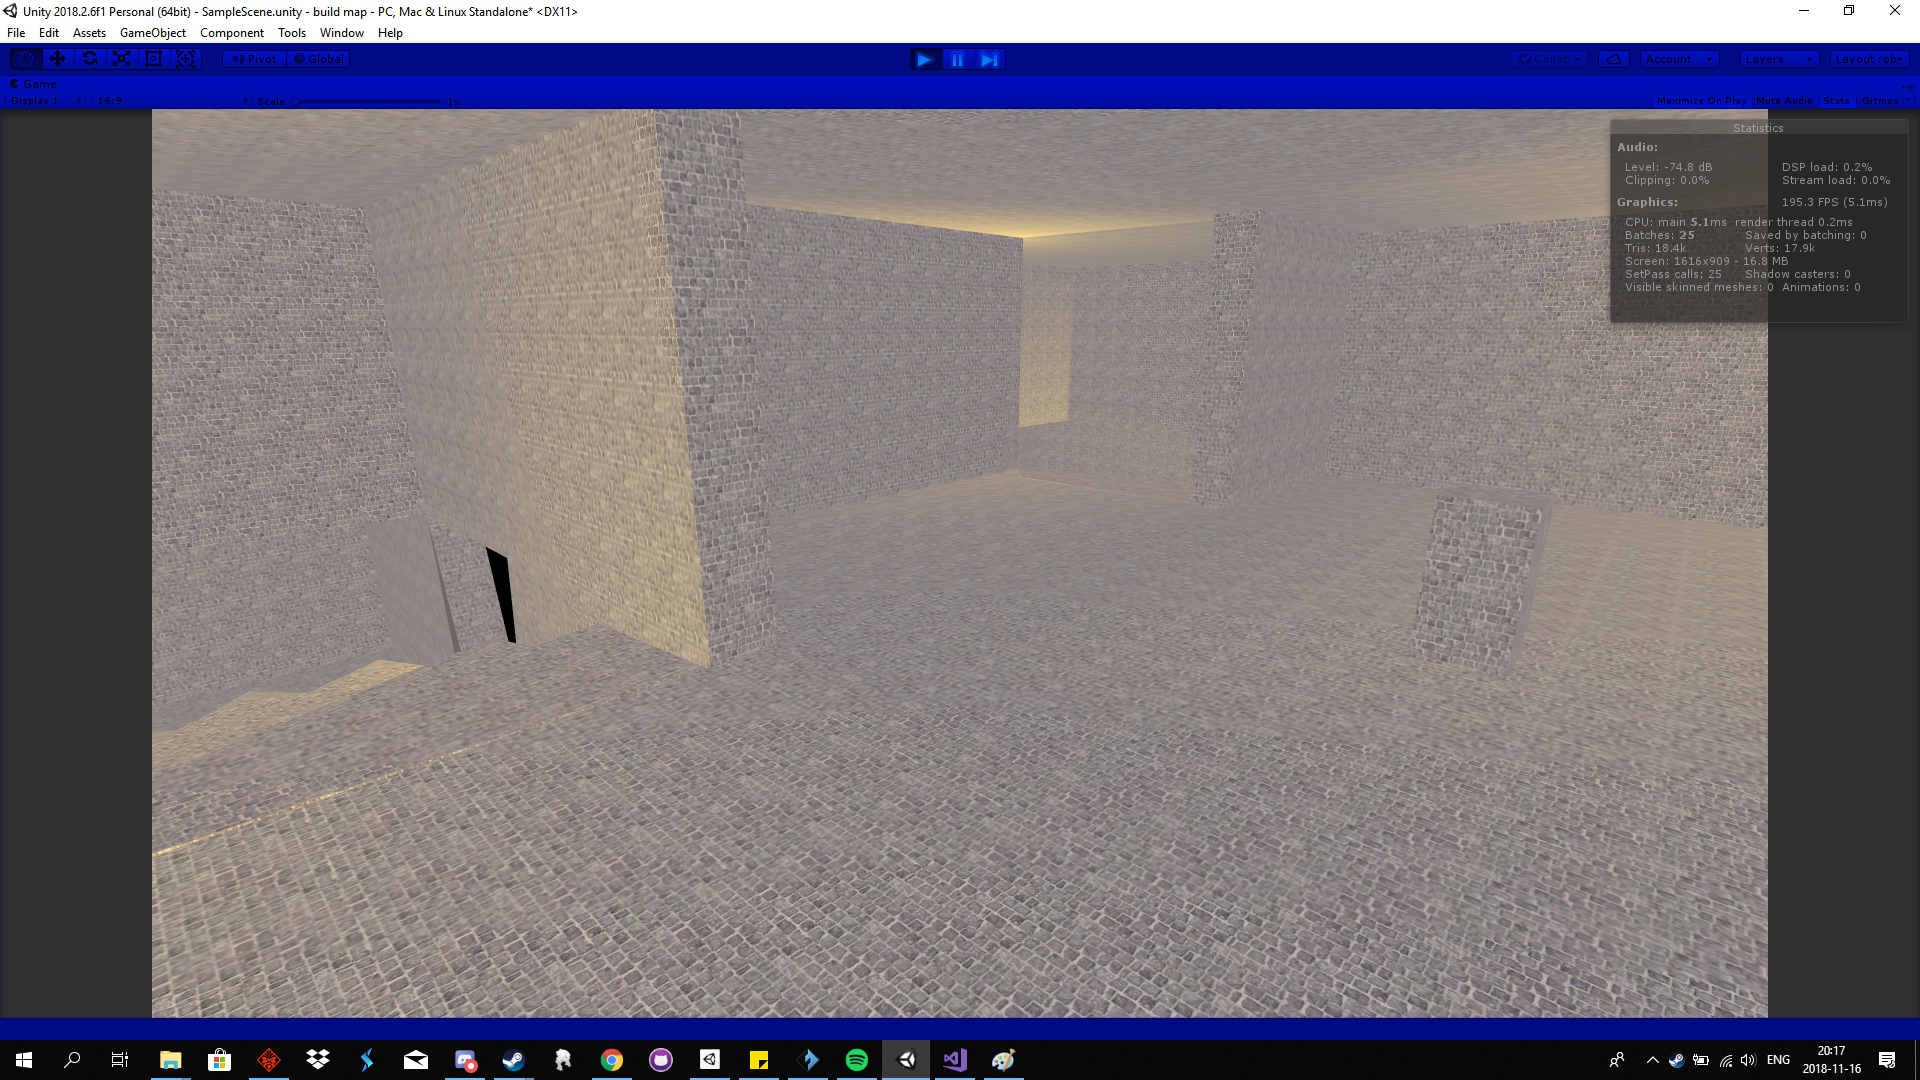 Unity 2018.2.6f1 Personal (64bit) - SampleScene.unity - build map - PC, Mac & Linux Standalone* <DX11>
File Edit Assets GameObject Component Tools Window Help
Pivot Global Collab Account Layers Layout rob
Game
Display 1 16:9 Scale 1x Maximize On Play Mute Audio Stats Gizmos
Statistics
Audio:
Level: -74.8 dB DSP load: 0.2%
Clipping: 0.0% Stream load: 0.0%
Graphics: 195.3 FPS (5.1ms)
CPU: main 5.1ms render thread 0.2ms
Batches: 25 Saved by batching: 0
Tris: 18.4k Verts: 17.9k
Screen: 1616x909 - 16.8 MB
SetPass calls: 25 Shadow casters: 0
Visible skinned meshes: 0 Animations: 0
ENG
20:17
2018-11-16